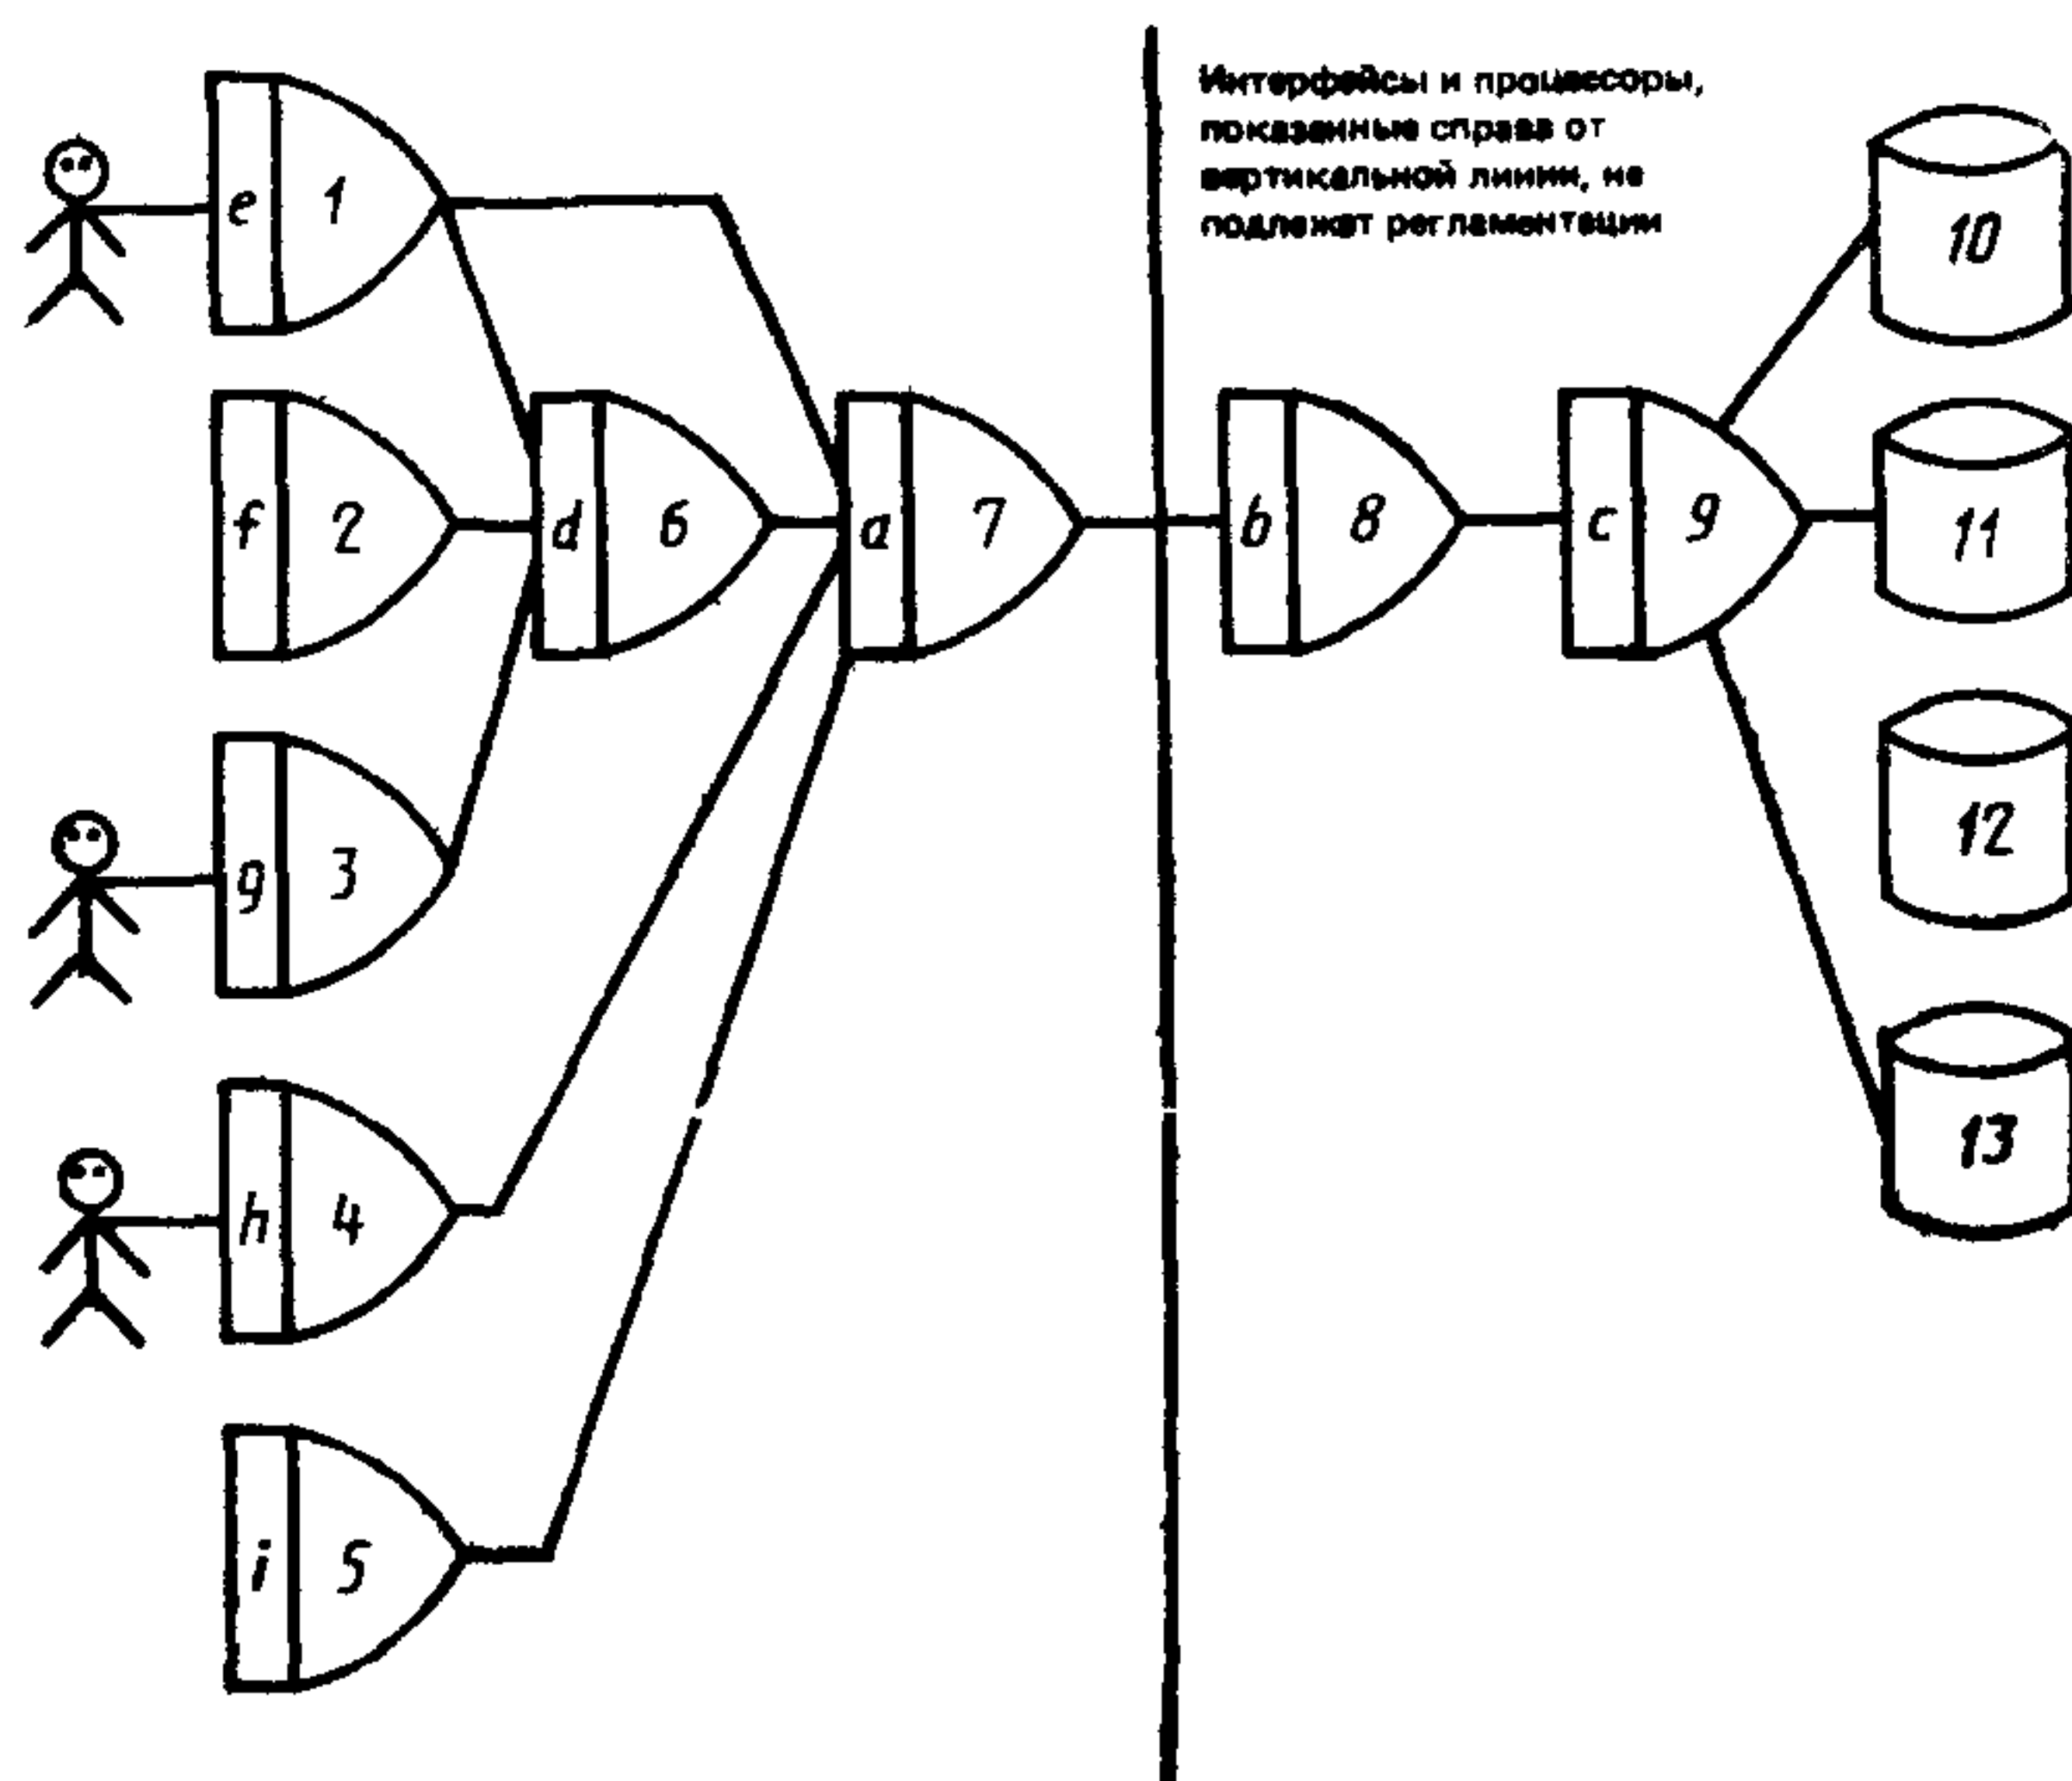 Интерфейсы и процессоры,
показанные справа от
вертикальной линии, не
подлежат регламентации
e 1
10
f 2
d 6
a 7
b 8
c 9
11
g 3
12
h 4
13
i 5